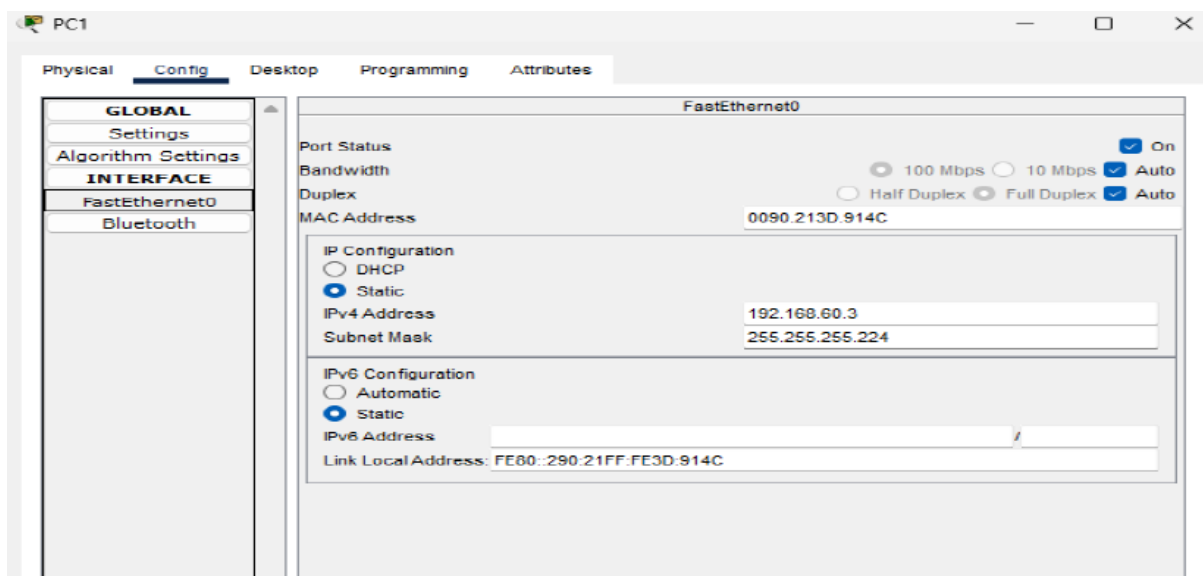 PC1
Physical Config Desktop Programming Attributes
GLOBAL
Settings
Algorithm Settings
INTERFACE
FastEthernet0
Bluetooth
FastEthernet0
Port Status On
Bandwidth 100 Mbps 10 Mbps Auto
Duplex Half Duplex Full Duplex Auto
MAC Address 0090.213D.914C
IP Configuration
DHCP
Static
IPv4 Address 192.168.60.3
Subnet Mask 255.255.255.224
IPv6 Configuration
Automatic
Static
IPv6 Address /
Link Local Address: FE80::290:21FF:FE3D:914C